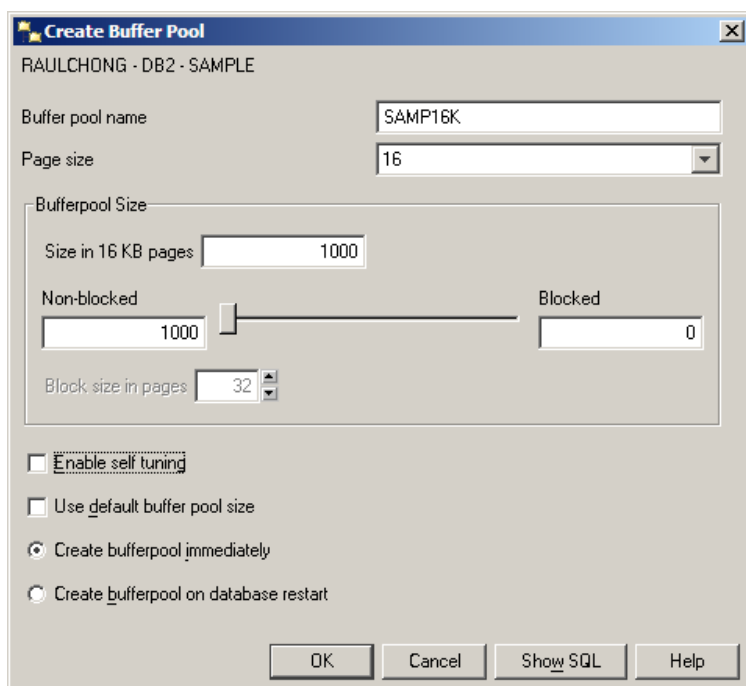 Create Buffer Pool
RAULCHONG - DB2 - SAMPLE
Buffer pool name SAMP16K
Page size 16
Bufferpool Size
Size in 16 KB pages 1000
Non-blocked Blocked
1000 0
Block size in pages 32
Enable self tuning
Use default buffer pool size
Create bufferpool immediately
Create bufferpool on database restart
OK Cancel Show SQL Help